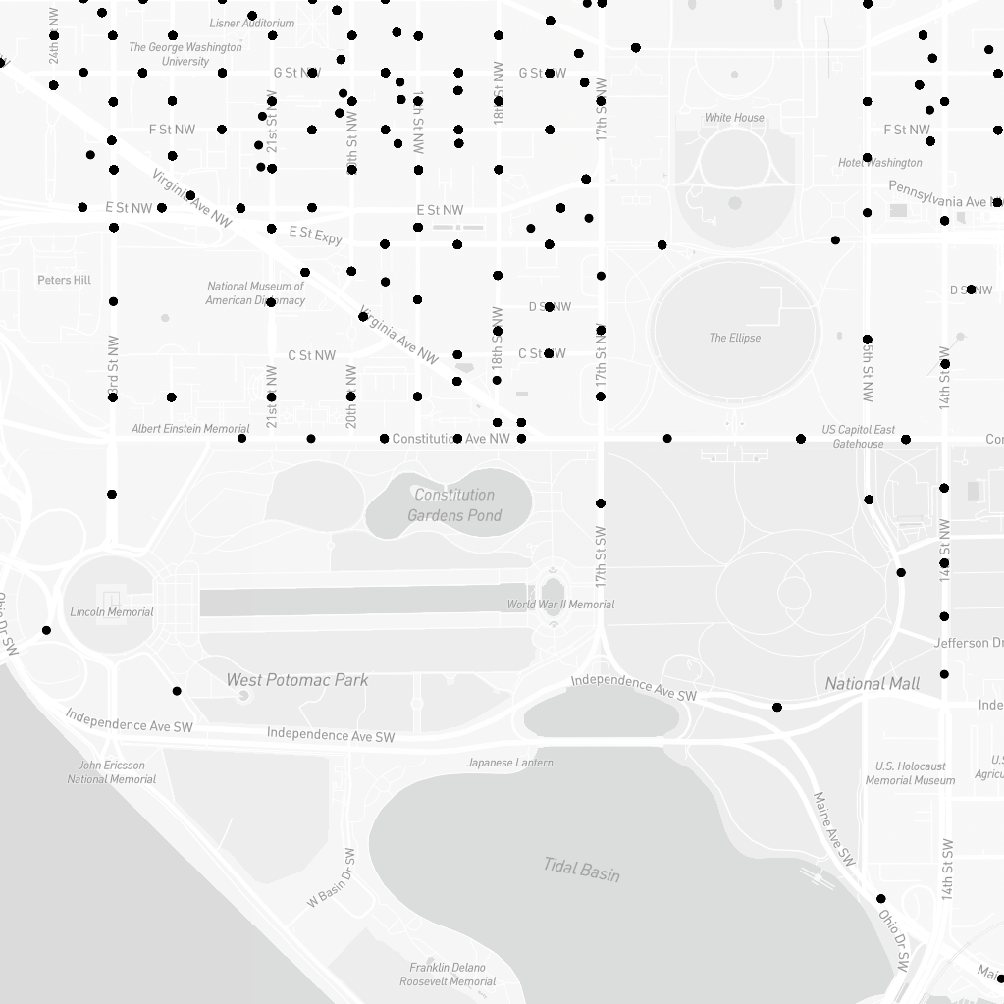 Lisner Auditorium
24th St NW
The George Washington
University
G St NW
G St NW
18th St NW
17th St NW
21st St NW
White House
F St NW
F St NW
Hotel Washington
Virginia Ave NW
E St NW
E St NW
Pennsylvania Ave
E St Expy
Peters Hill
National Museum of
American Diplomacy
D St NW
D St NW
Virginia Ave NW
The Ellipse
18th St NW
17th St NW
C St NW
C St NW
14th St NW
21st St NW
20th St NW
Albert Einstein Memorial
Constitution Ave NW
US Capitol East
Gatehouse
Constitution
Gardens Pond
17th St SW
14th St NW
Lincoln Memorial
World War II Memorial
Ohio Dr SW
Jefferson Dr
West Potomac Park
Independence Ave SW
National Mall
Independence Ave SW
Independence Ave SW
Japanese Lantern
John Ericsson
National Memorial
U.S. Holocaust
Memorial Museum
Maine Ave SW
W Basin Dr SW
Tidal Basin
14th St SW
Ohio Dr SW
Franklin Delano
Roosevelt Memorial